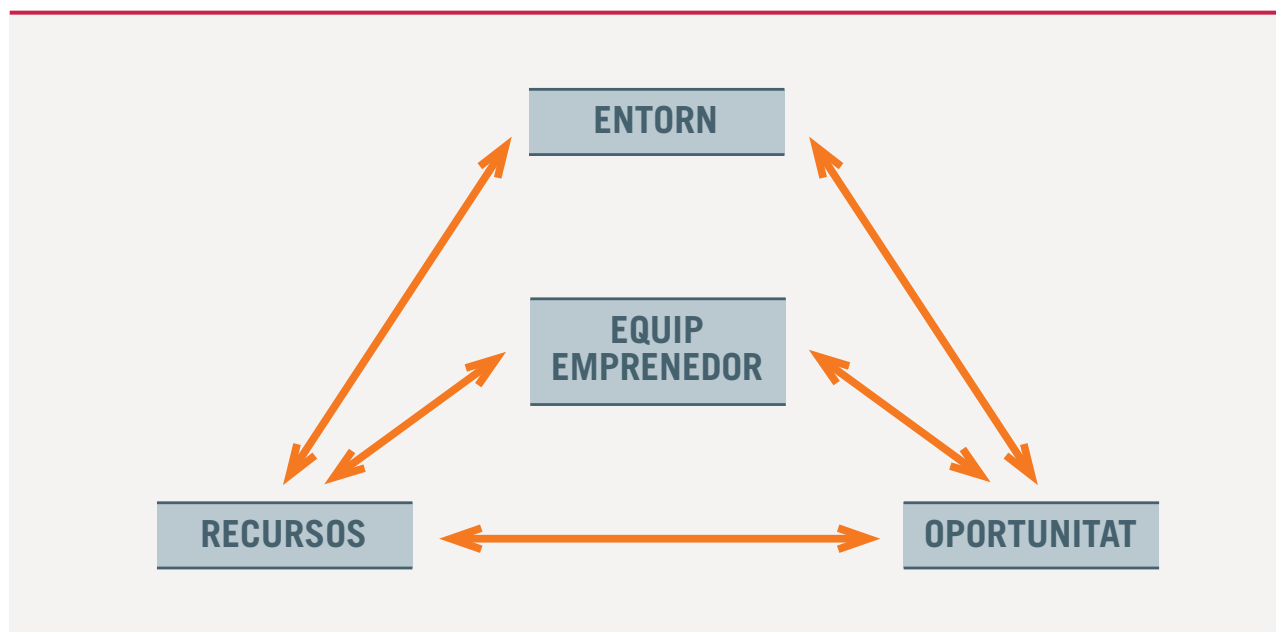 ENTORN
EQUIP
EMPRENEDOR
RECURSOS
OPORTUNITAT